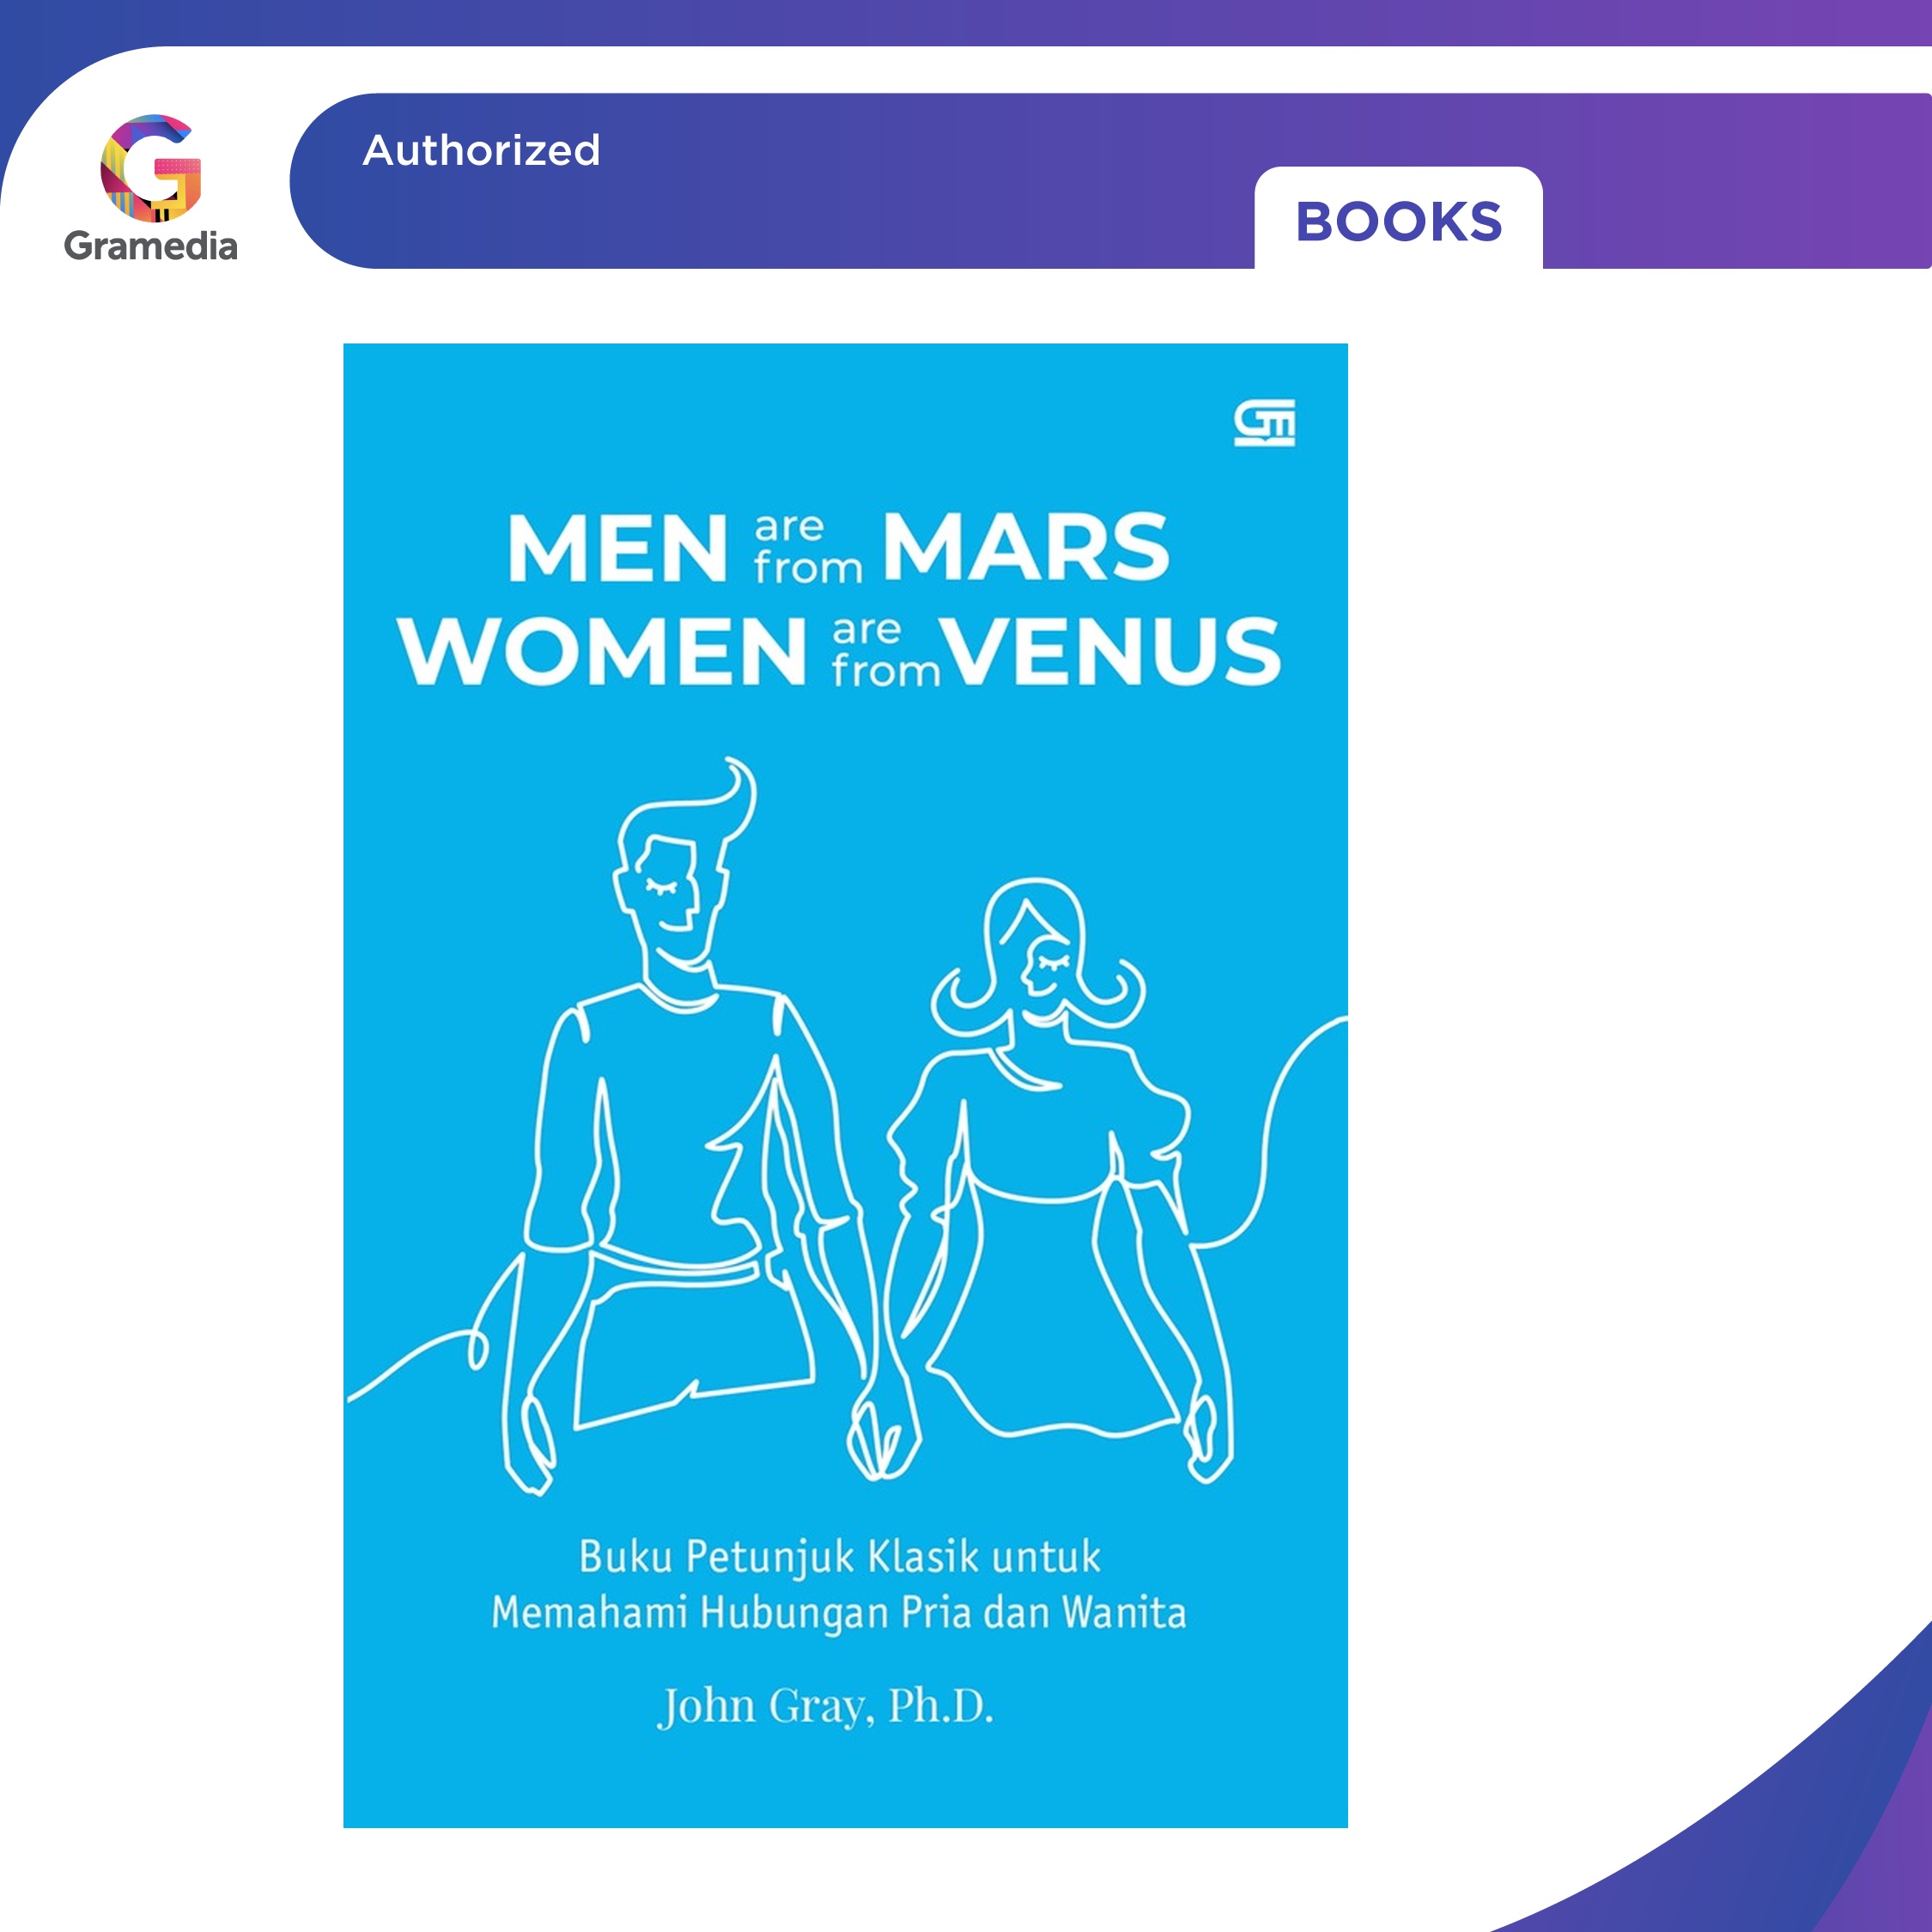 Gramedia
Authorized
BOOKS
GM
MEN are from MARS
WOMEN are from VENUS
Buku Petunjuk Klasik untuk
Memahami Hubungan Pria dan Wanita
John Gray, Ph.D.